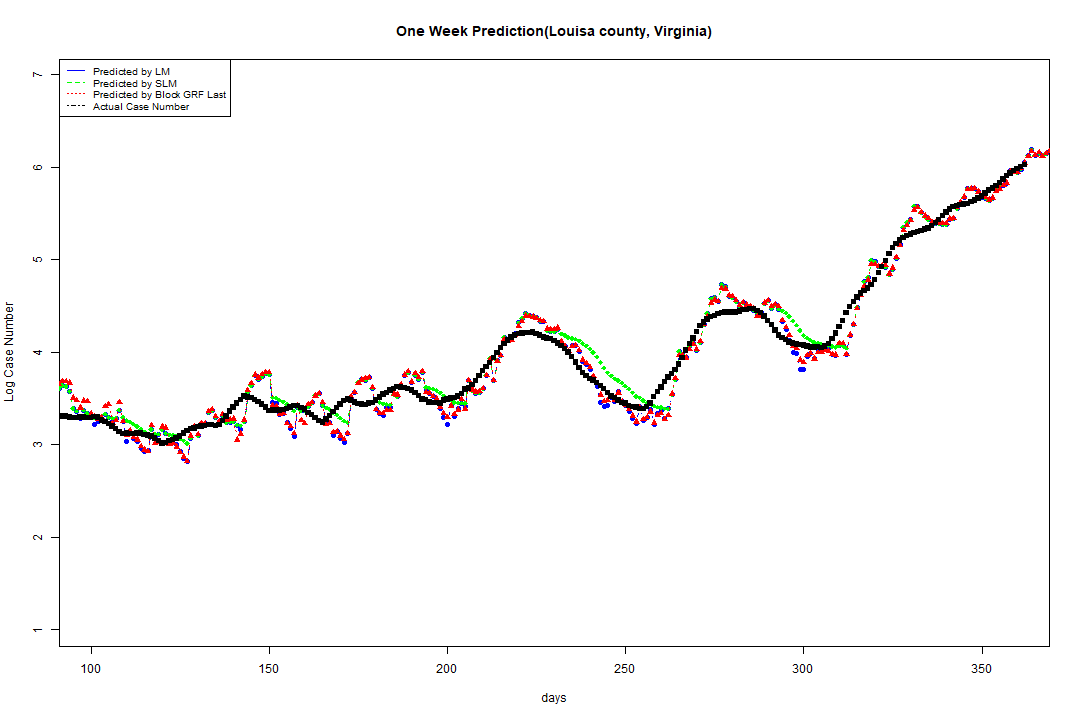 One Week Prediction(Louisa county, Virginia)
Predicted by LM
Predicted by SLM
Predicted by Block GRF Last
Actual Case Number
Log Case Number
7
6
5
4
3
2
1
100 150 200 250 300 350
days